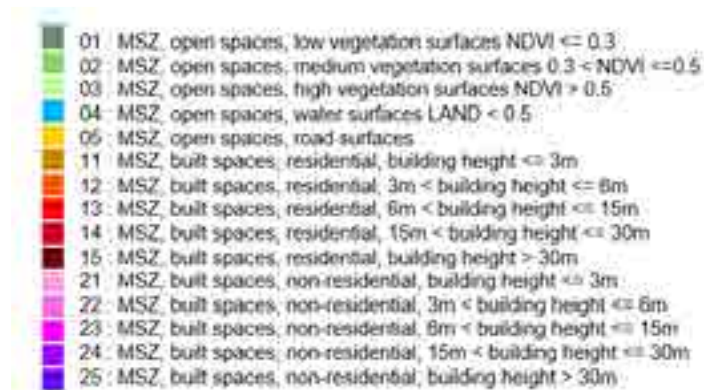 01 : MSZ, open spaces, low vegetation surfaces NDVI <= 0.3
02 : MSZ, open spaces, medium vegetation surfaces 0.3 < NDVI <=0.5
03 : MSZ, open spaces, high vegetation surfaces NDVI > 0.5
04 : MSZ, open spaces, water surfaces LAND < 0.5
05 : MSZ, open spaces, road surfaces
11 : MSZ, built spaces, residential, building height <= 3m
12 : MSZ, built spaces, residential, 3m < building height <= 6m
13 : MSZ, built spaces, residential, 6m < building height <= 15m
14 : MSZ, built spaces, residential, 15m < building height <= 30m
15 : MSZ, built spaces, residential, building height > 30m
21 : MSZ, built spaces, non-residential, building height <= 3m
22 : MSZ, built spaces, non-residential, 3m < building height <= 6m
23 : MSZ, built spaces, non-residential, 6m < building height <= 15m
24 : MSZ, built spaces, non-residential, 15m < building height <= 30m
25 : MSZ, built spaces, non-residential, building height > 30m